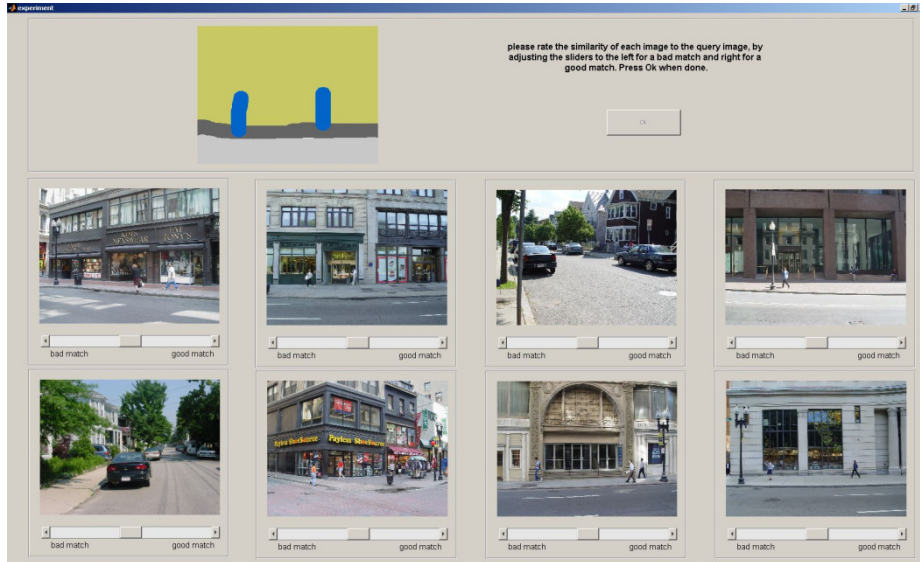 experiment
please rate the similarity of each image to the query image, by
adjusting the sliders to the left for a bad match and right for a
good match. Press Ok when done.
Ok
MENSWEAR
TONY'S
bad match good match
bad match good match
bad match good match
bad match good match
Payless ShoeSource Payless ShoeSource
bad match good match
bad match good match
bad match good match
bad match good match